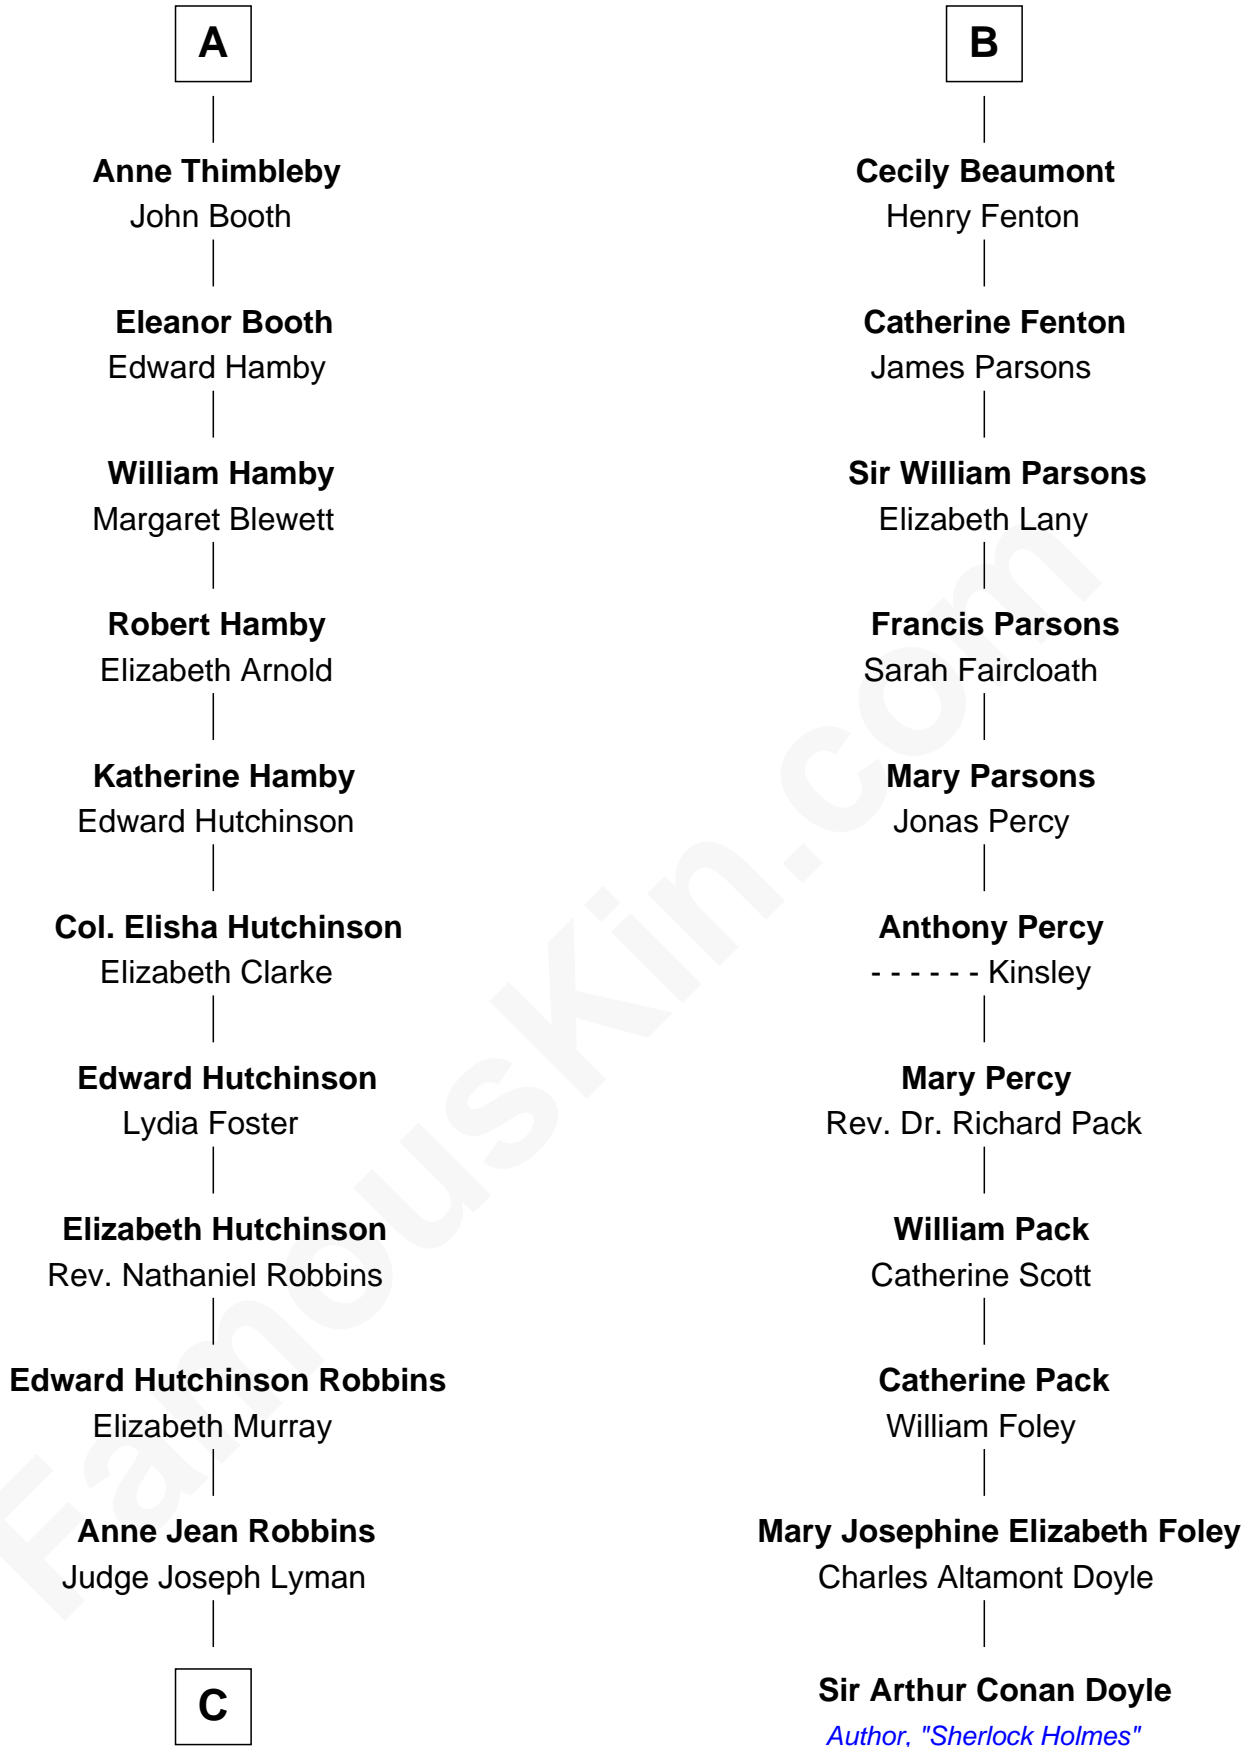 A
Anne Thimbleby
John Booth
Eleanor Booth
Edward Hamby
William Hamby
Margaret Blewett
Robert Hamby
Elizabeth Arnold
Katherine Hamby
Edward Hutchinson
Col. Elisha Hutchinson
Elizabeth Clarke
Edward Hutchinson
Lydia Foster
Elizabeth Hutchinson
Rev. Nathaniel Robbins
Edward Hutchinson Robbins
Elizabeth Murray
Anne Jean Robbins
Judge Joseph Lyman
C
B
Cecily Beaumont
Henry Fenton
Catherine Fenton
James Parsons
Sir William Parsons
Elizabeth Lany
Francis Parsons
Sarah Faircloath
Mary Parsons
Jonas Percy
Anthony Percy
- - - - - - Kinsley
Mary Percy
Rev. Dr. Richard Pack
William Pack
Catherine Scott
Catherine Pack
William Foley
Mary Josephine Elizabeth Foley
Charles Altamont Doyle
Sir Arthur Conan Doyle
Author, "Sherlock Holmes"
FamousKin.com